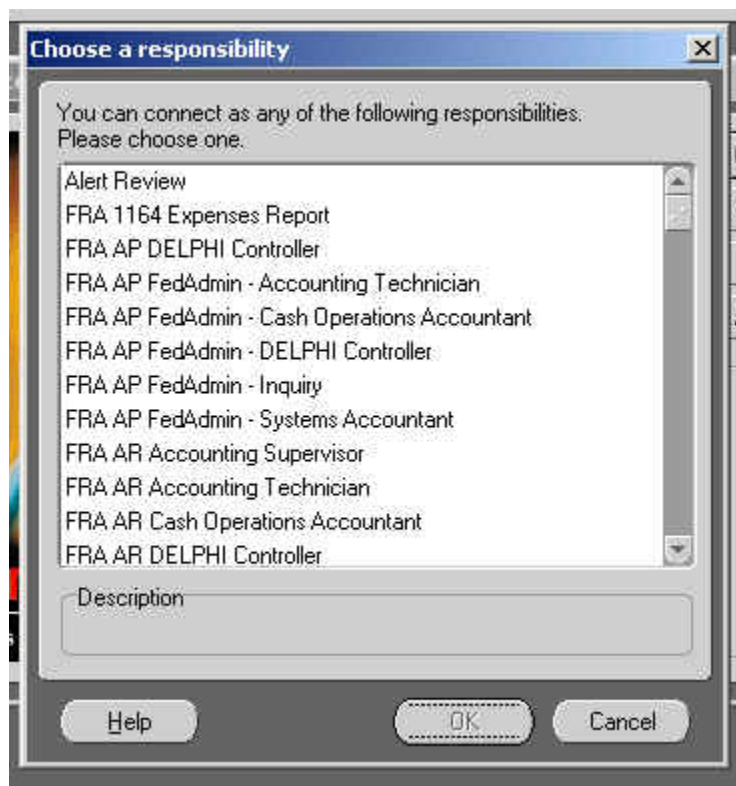 Choose a responsibility
You can connect as any of the following responsibilities.
Please choose one.
Alert Review
FRA 1164 Expenses Report
FRA AP DELPHI Controller
FRA AP FedAdmin - Accounting Technician
FRA AP FedAdmin - Cash Operations Accountant
FRA AP FedAdmin - DELPHI Controller
FRA AP FedAdmin - Inquiry
FRA AP FedAdmin - Systems Accountant
FRA AR Accounting Supervisor
FRA AR Accounting Technician
FRA AR Cash Operations Accountant
FRA AR DELPHI Controller
Description
Help OK Cancel